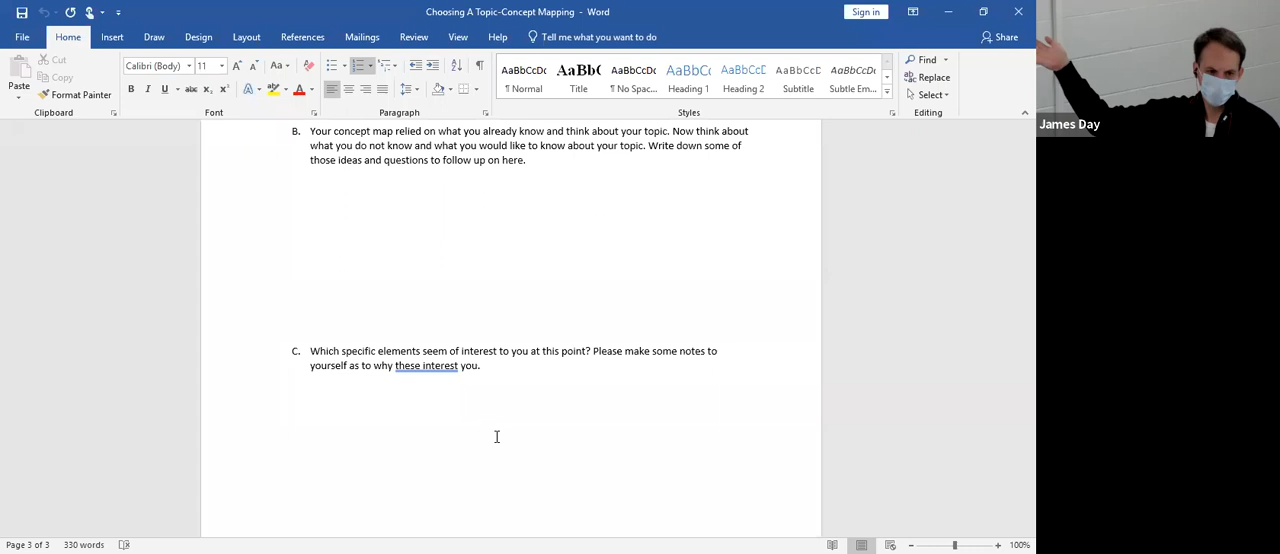 Choosing A Topic-Concept Mapping - Word
Sign in
File Home Insert Draw Design Layout References Mailings Review View Help Tell me what you want to do Share
Paste
Cut
Copy
Format Painter
Clipboard
Calibri (Body) 11
Font
Paragraph
AaBbCcDc AaBb( AaBbCcDc AaBbCc AaBbCcD AaBbCcD AaBbCcDc
¶ Normal Title ¶ No Spac... Heading 1 Heading 2 Subtitle Subtle Em...
Styles
Find
Replace
Select
Editing
B. Your concept map relied on what you already know and think about your topic. Now think about
what you do not know and what you would like to know about your topic. Write down some of
those ideas and questions to follow up on here.
C. Which specific elements seem of interest to you at this point? Please make some notes to
yourself as to why these interest you.
Page 3 of 3 330 words
100%
James Day